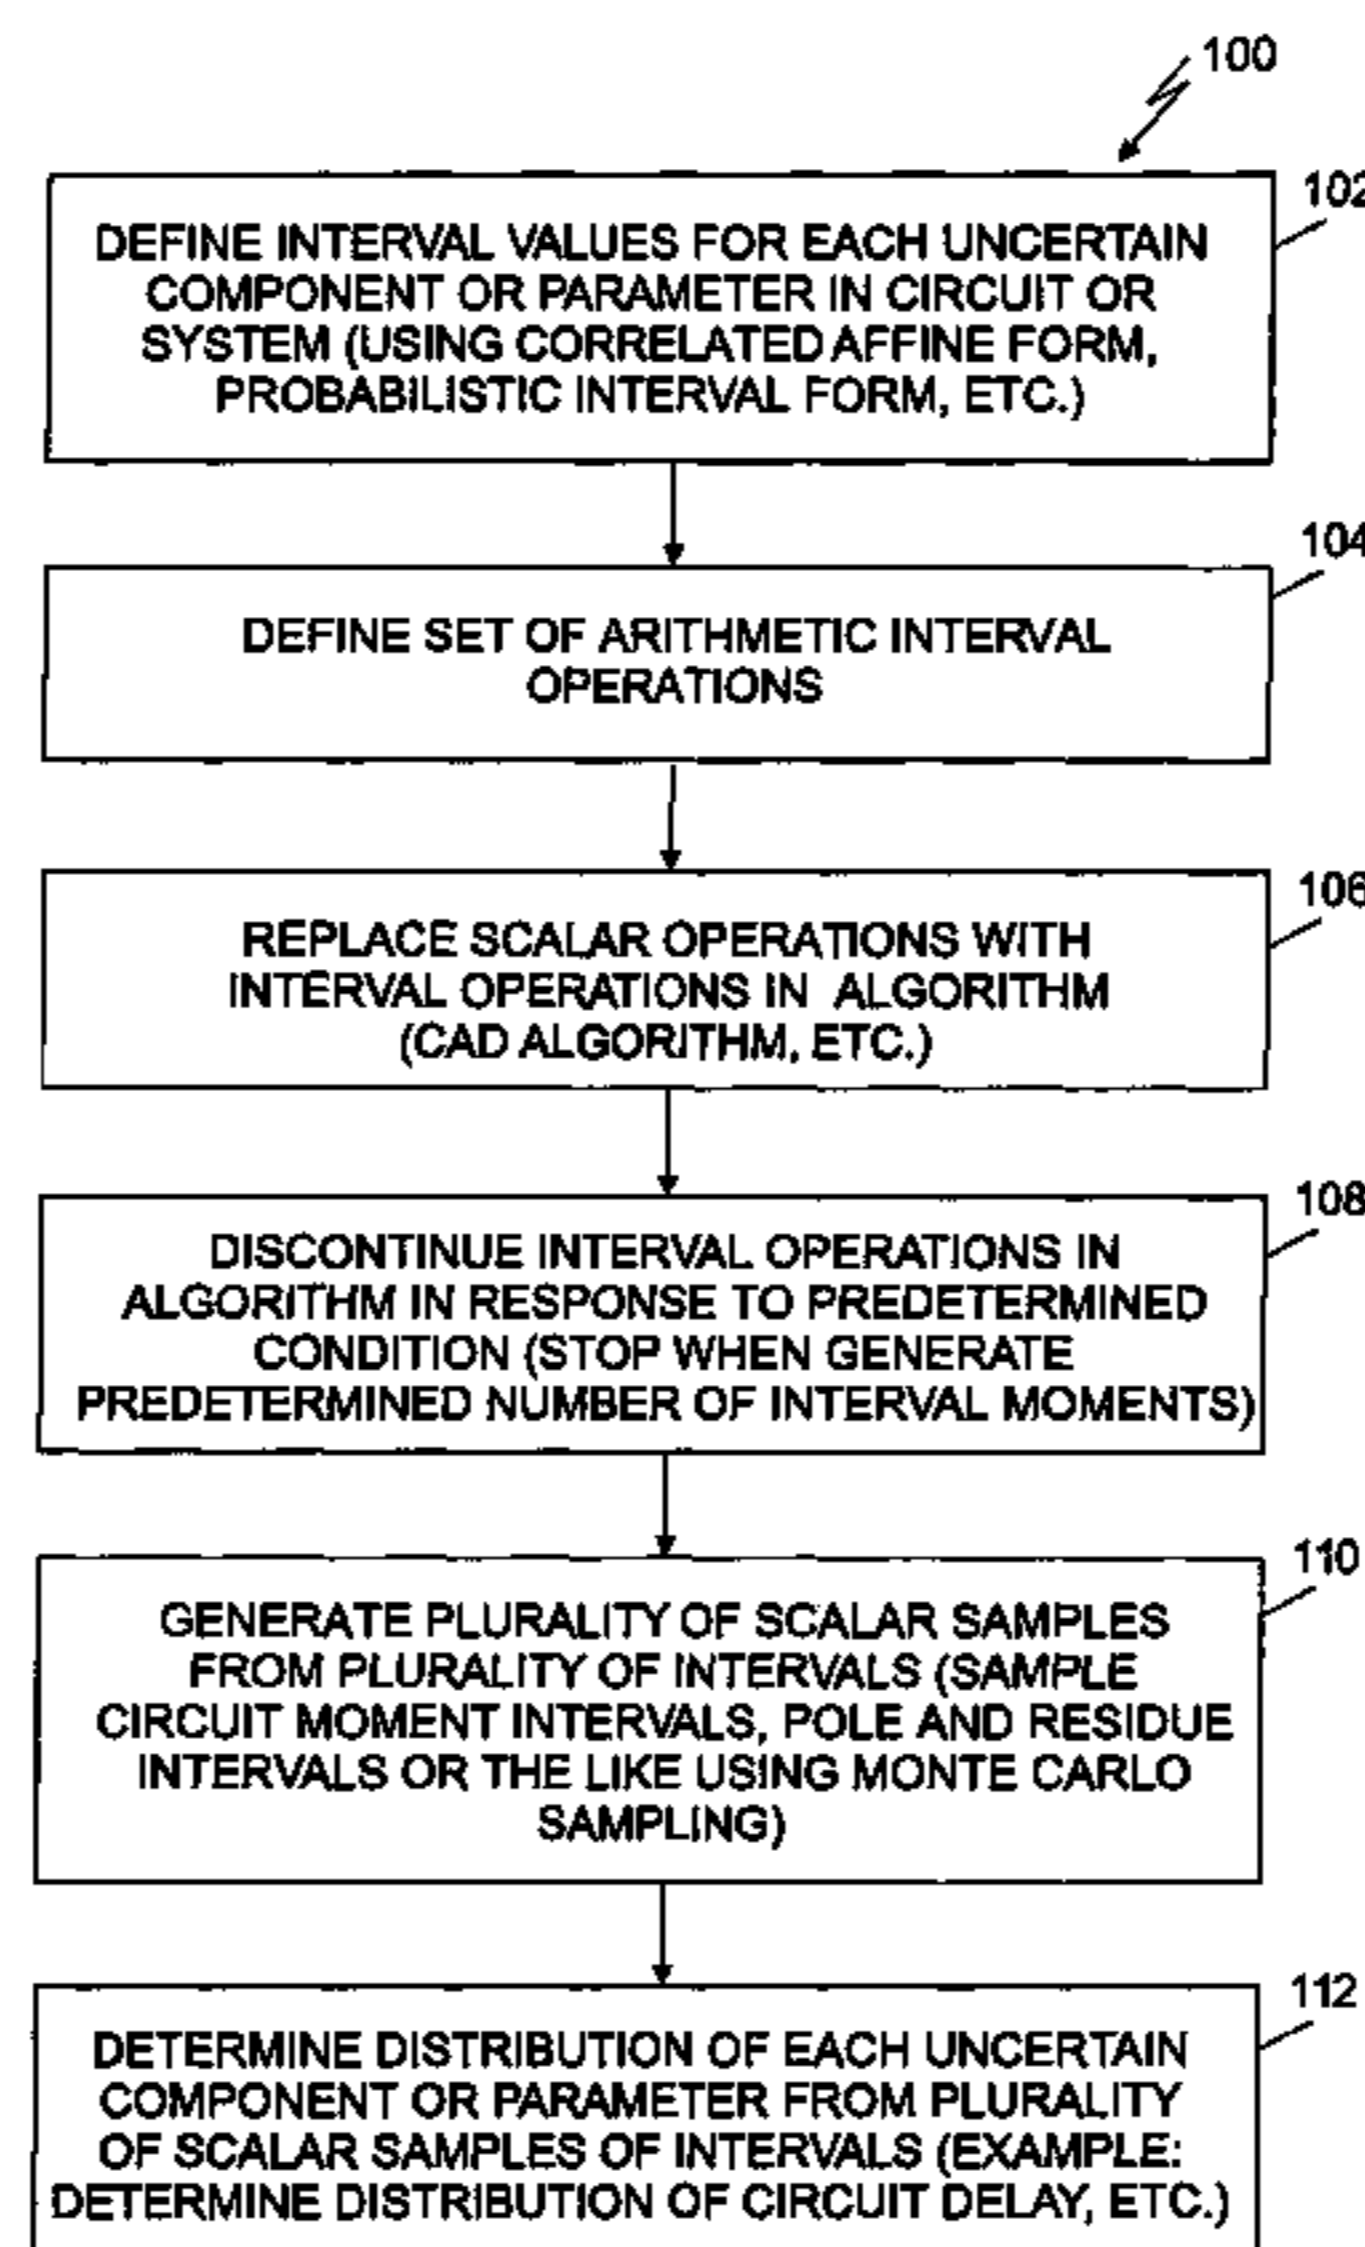 100
102
DEFINE INTERVAL VALUES FOR EACH UNCERTAIN
COMPONENT OR PARAMETER IN CIRCUIT OR
SYSTEM (USING CORRELATED AFFINE FORM,
PROBABILISTIC INTERVAL FORM, ETC.)
104
DEFINE SET OF ARITHMETIC INTERVAL
OPERATIONS
106
REPLACE SCALAR OPERATIONS WITH
INTERVAL OPERATIONS IN ALGORITHM
(CAD ALGORITHM, ETC.)
108
DISCONTINUE INTERVAL OPERATIONS IN
ALGORITHM IN RESPONSE TO PREDETERMINED
CONDITION (STOP WHEN GENERATE
PREDETERMINED NUMBER OF INTERVAL MOMENTS)
110
GENERATE PLURALITY OF SCALAR SAMPLES
FROM PLURALITY OF INTERVALS (SAMPLE
CIRCUIT MOMENT INTERVALS, POLE AND RESIDUE
INTERVALS OR THE LIKE USING MONTE CARLO
SAMPLING)
112
DETERMINE DISTRIBUTION OF EACH UNCERTAIN
COMPONENT OR PARAMETER FROM PLURALITY
OF SCALAR SAMPLES OF INTERVALS (EXAMPLE:
DETERMINE DISTRIBUTION OF CIRCUIT DELAY, ETC.)